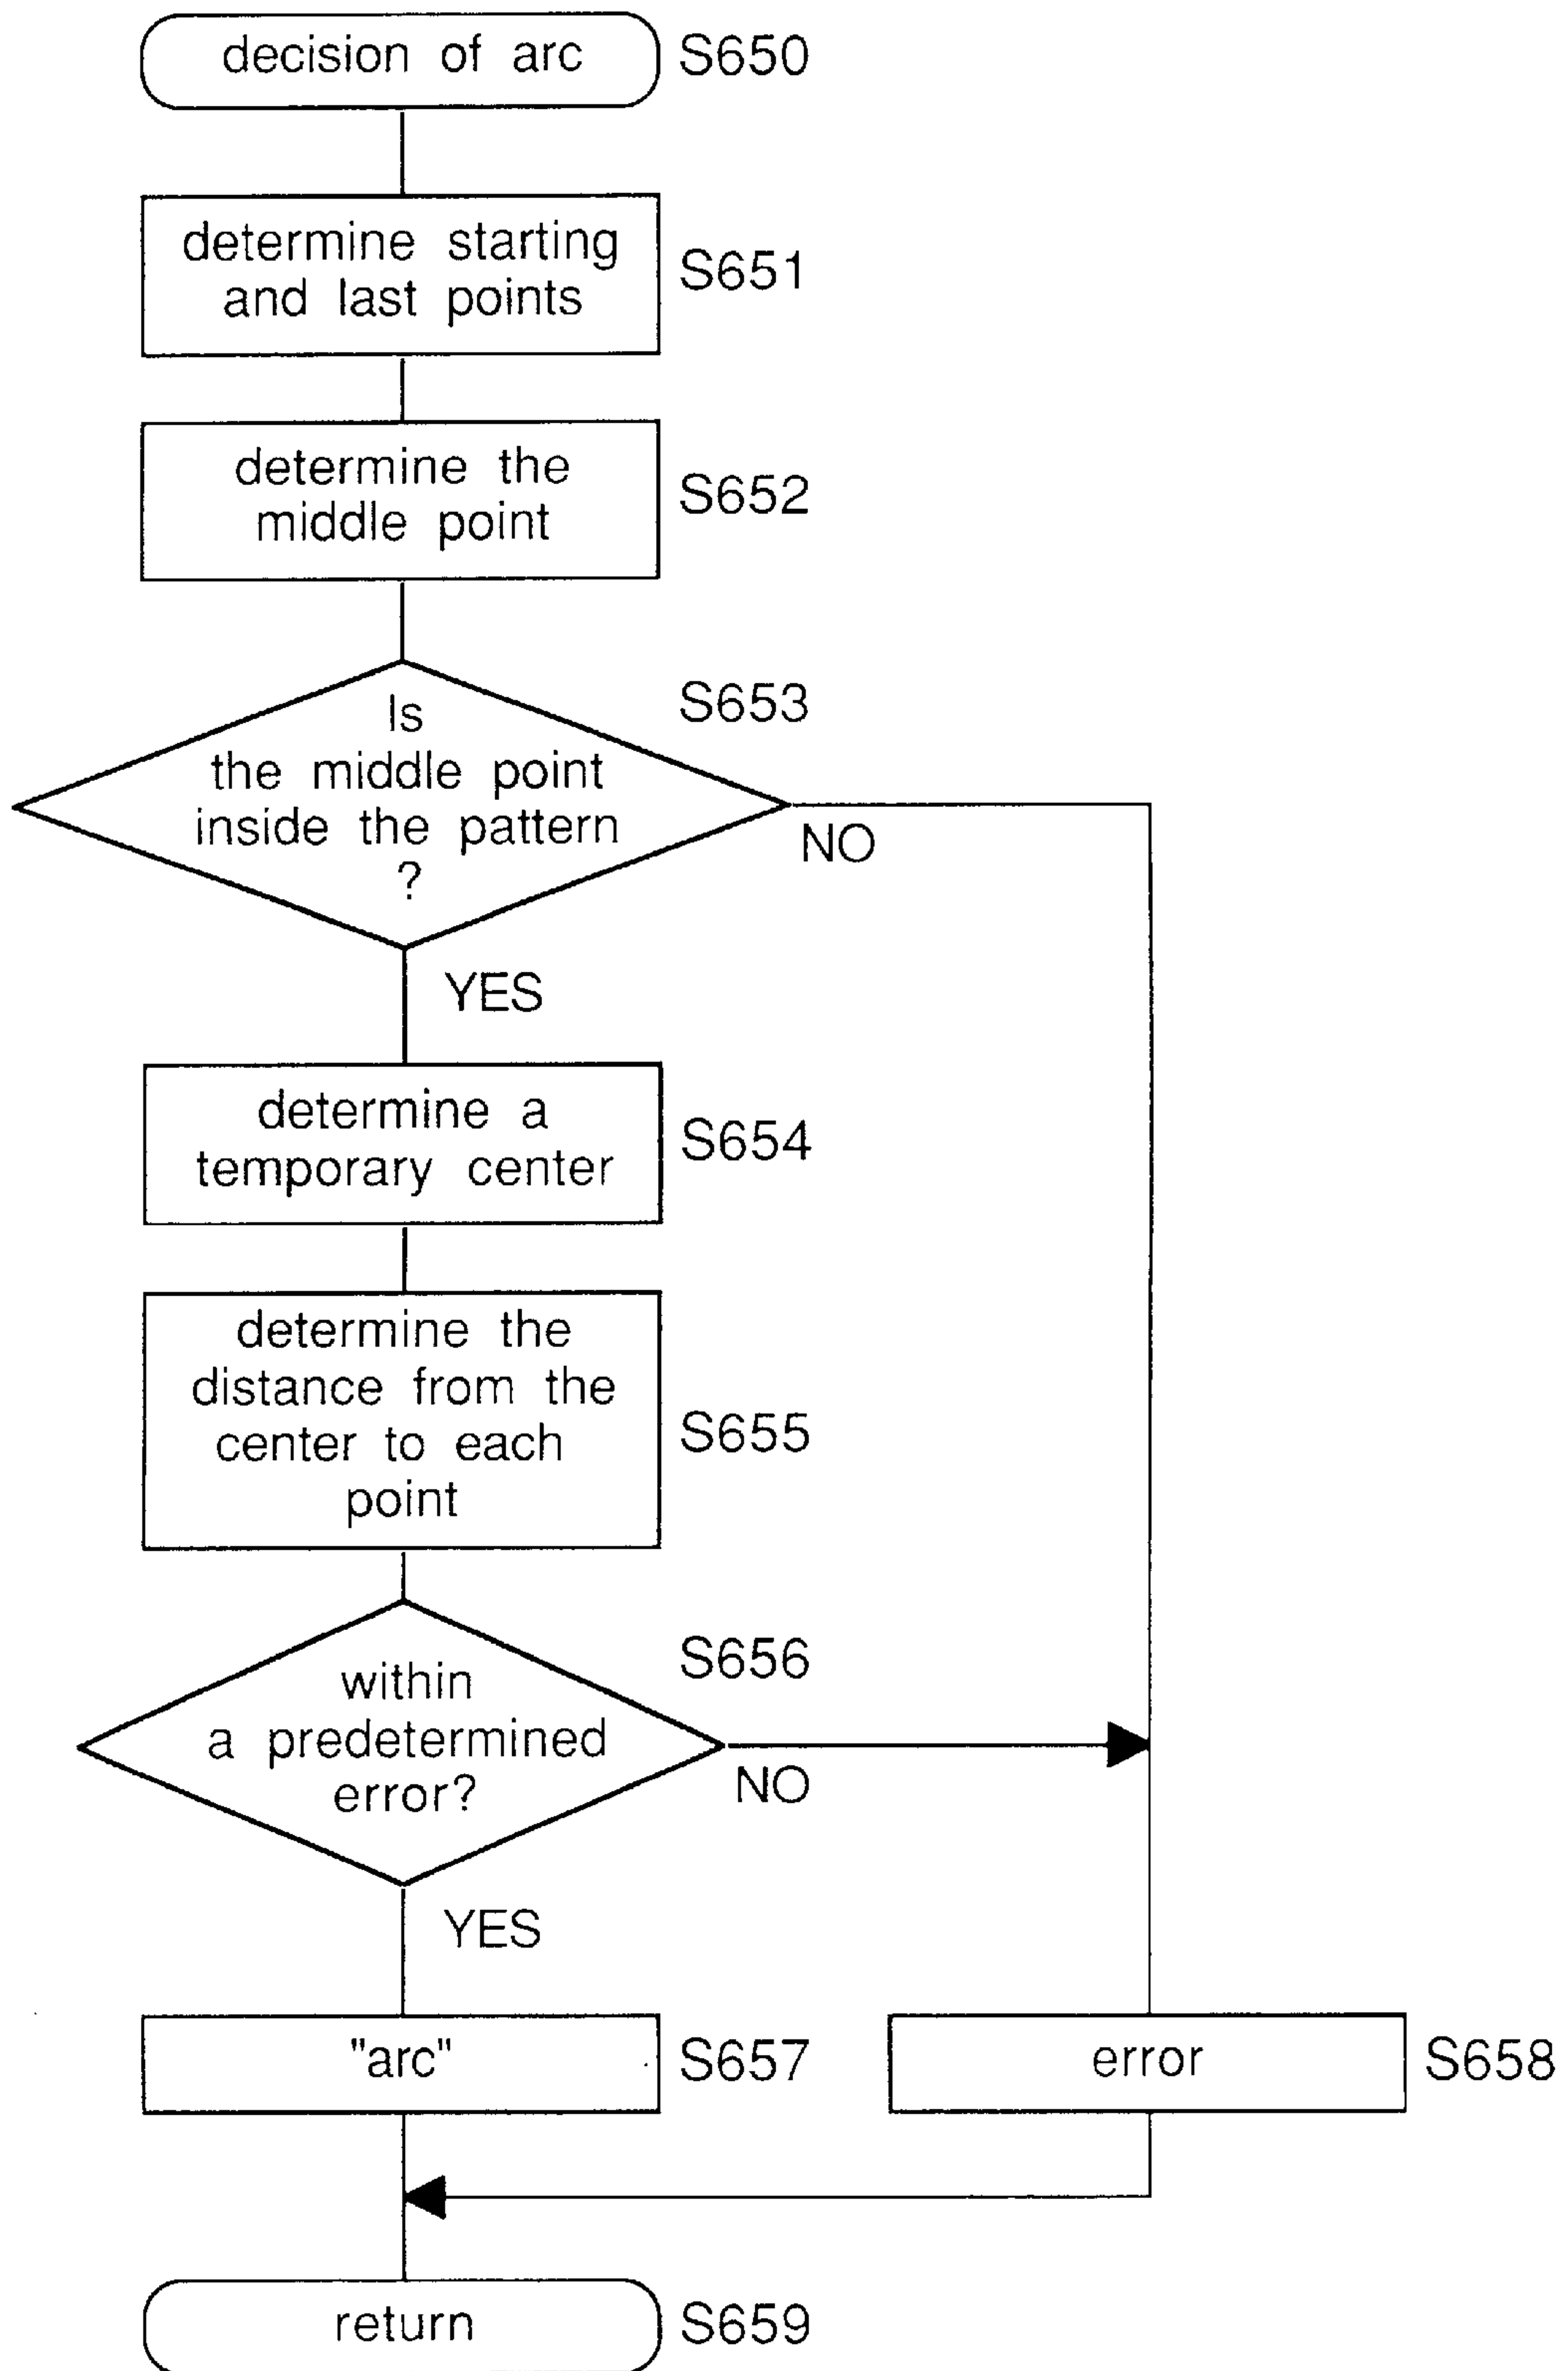 decision of arc
S650
determine starting
and last points
S651
determine the
middle point
S652
Is
the middle point
inside the pattern
?
S653
NO
YES
determine a
temporary center
S654
determine the
distance from the
center to each
point
S655
within
a predetermined
error?
S656
NO
YES
"arc"
S657
error
S658
return
S659